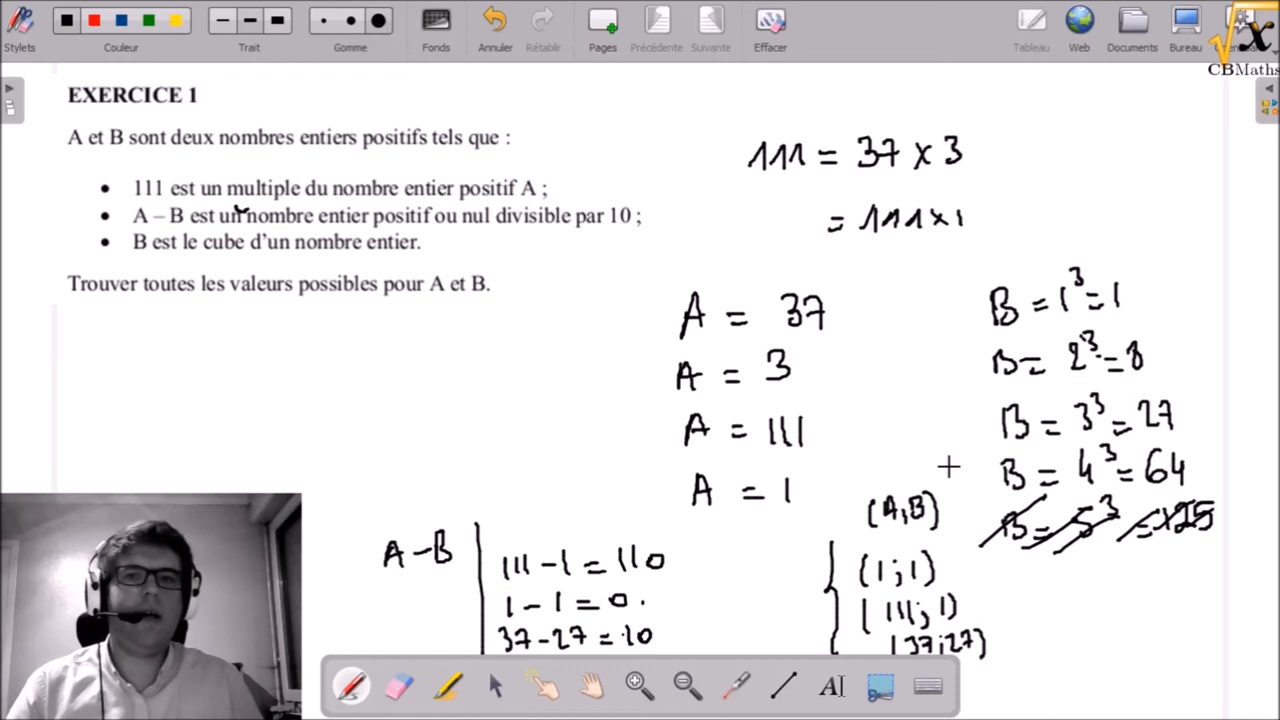 Stylets
Couleur
Trait
Gomme
Fonds
Annuler
Rétablir
Pages
Précédente
Suivante
Effacer
Tableau
Web
Documents
Bureau
√x
CBMaths
EXERCICE 1
A et B sont deux nombres entiers positifs tels que :
• 111 est un multiple du nombre entier positif A ;
• A – B est un nombre entier positif ou nul divisible par 10 ;
• B est le cube d'un nombre entier.
Trouver toutes les valeurs possibles pour A et B.
111 = 37 x 3
= 111 x 1
A = 37
A = 3
A = 111
A = 1
B = 1³ = 1
B = 2³ = 8
B = 3³ = 27
B = 4³ = 64
B = 5³ = 125
A - B
111 - 1 = 110
1 - 1 = 0.
37 - 27 = 10
(A, B)
(1 ; 1)
(111 ; 1)
(37 ; 27)
AI